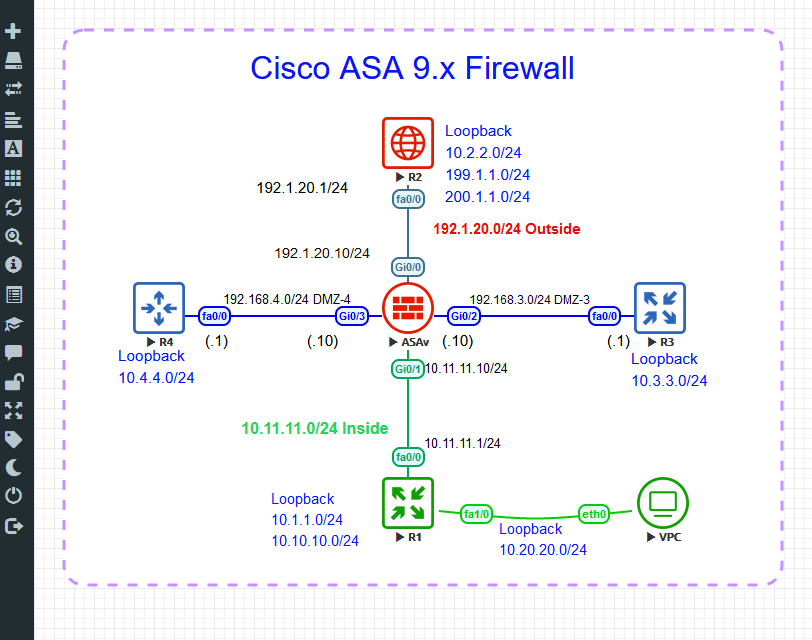 Cisco ASA 9.x Firewall
Loopback
10.2.2.0/24
199.1.1.0/24
200.1.1.0/24
R2
192.1.20.1/24
fa0/0
192.1.20.0/24 Outside
192.1.20.10/24
Gi0/0
192.168.4.0/24 DMZ-4
192.168.3.0/24 DMZ-3
fa0/0
Gi0/3
Gi0/2
fa0/0
R4
(.1)
(.10)
ASAv
(.10)
(.1)
R3
Loopback
10.4.4.0/24
Loopback
10.3.3.0/24
Gi0/1
10.11.11.10/24
10.11.11.0/24 Inside
10.11.11.1/24
fa0/0
Loopback
10.1.1.0/24
10.10.10.0/24
R1
fa1/0
eth0
Loopback
10.20.20.0/24
VPC
A